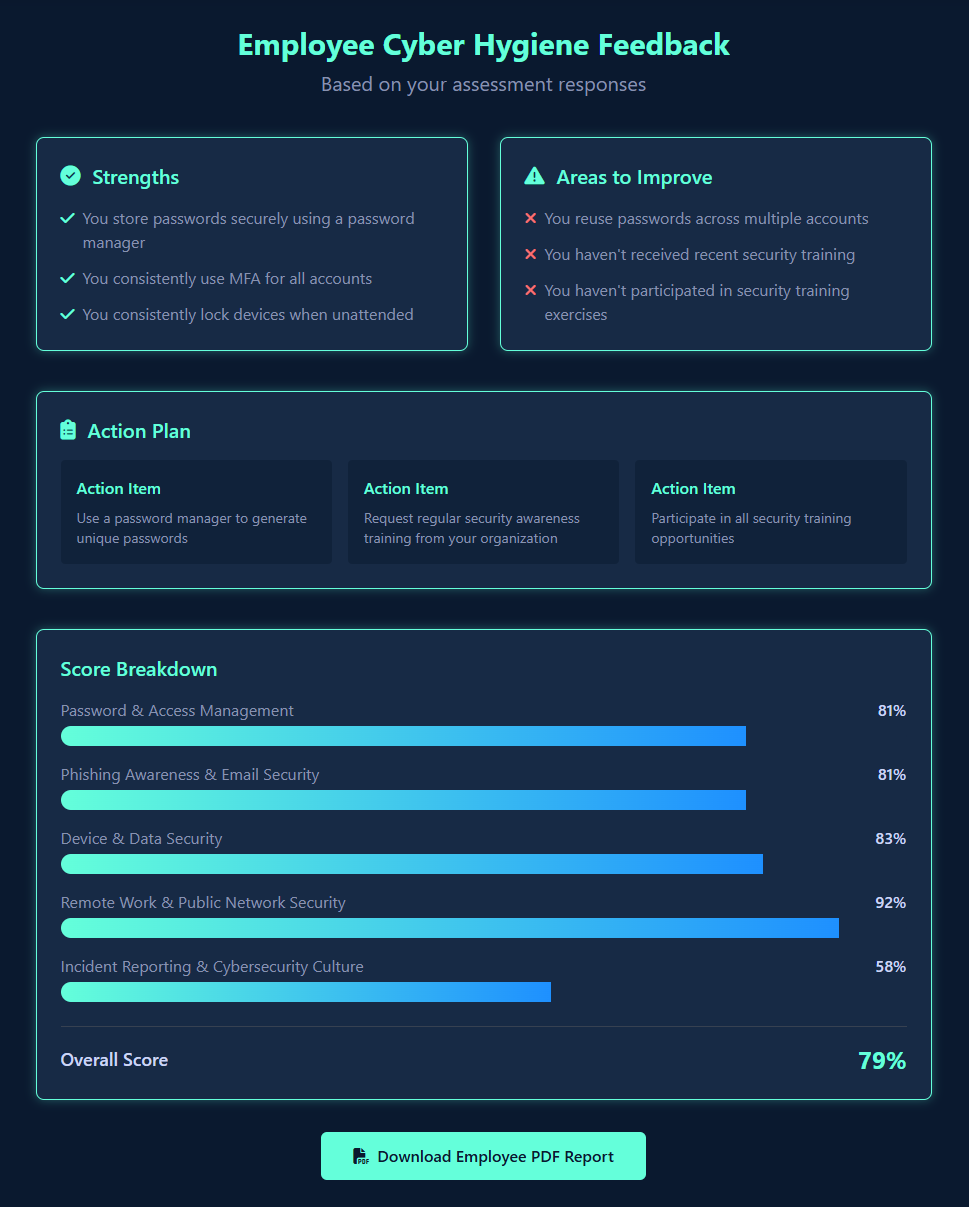 Employee Cyber Hygiene Feedback
Based on your assessment responses
Strengths
You store passwords securely using a password
manager
You consistently use MFA for all accounts
You consistently lock devices when unattended
Areas to Improve
You reuse passwords across multiple accounts
You haven't received recent security training
You haven't participated in security training
exercises
Action Plan
Action Item
Use a password manager to generate
unique passwords
Action Item
Request regular security awareness
training from your organization
Action Item
Participate in all security training
opportunities
Score Breakdown
Password & Access Management 81%
Phishing Awareness & Email Security 81%
Device & Data Security 83%
Remote Work & Public Network Security 92%
Incident Reporting & Cybersecurity Culture 58%
Overall Score 79%
PDF Download Employee PDF Report